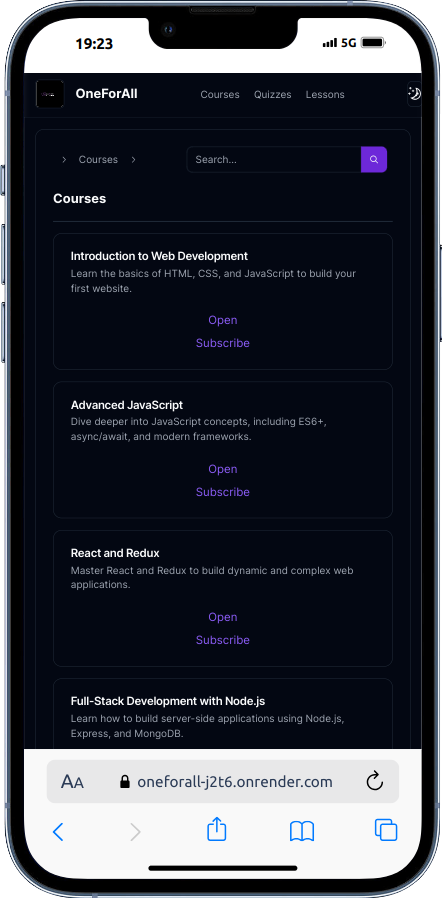 19:23
5G
OneForAll
Courses Quizzes Lessons
Courses
Search...
Courses
Introduction to Web Development
Learn the basics of HTML, CSS, and JavaScript to build your
first website.
Open
Subscribe
Advanced JavaScript
Dive deeper into JavaScript concepts, including ES6+,
async/await, and modern frameworks.
Open
Subscribe
React and Redux
Master React and Redux to build dynamic and complex web
applications.
Open
Subscribe
Full-Stack Development with Node.js
Learn how to build server-side applications using Node.js,
Express, and MongoDB.
AA
oneforall-j2t6.onrender.com